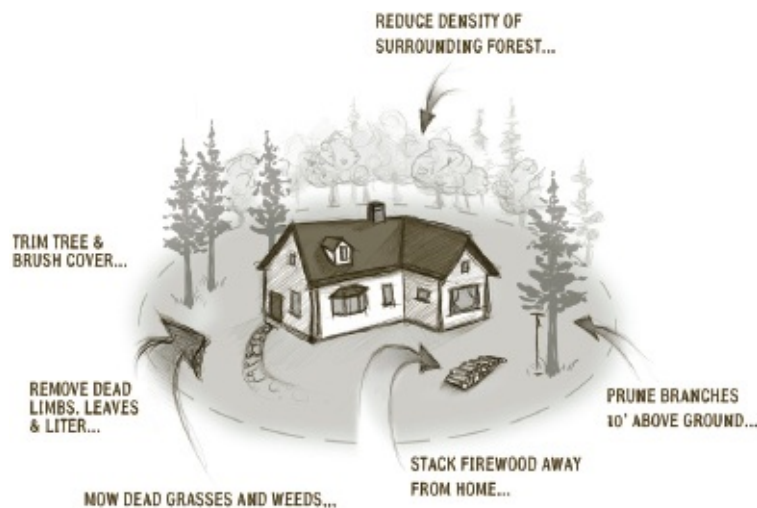 REDUCE DENSITY OF
SURROUNDING FOREST...
TRIM TREE &
BRUSH COVER...
REMOVE DEAD
LIMBS, LEAVES
& LITER...
PRUNE BRANCHES
10' ABOVE GROUND...
STACK FIREWOOD AWAY
FROM HOME...
MOW DEAD GRASSES AND WEEDS...